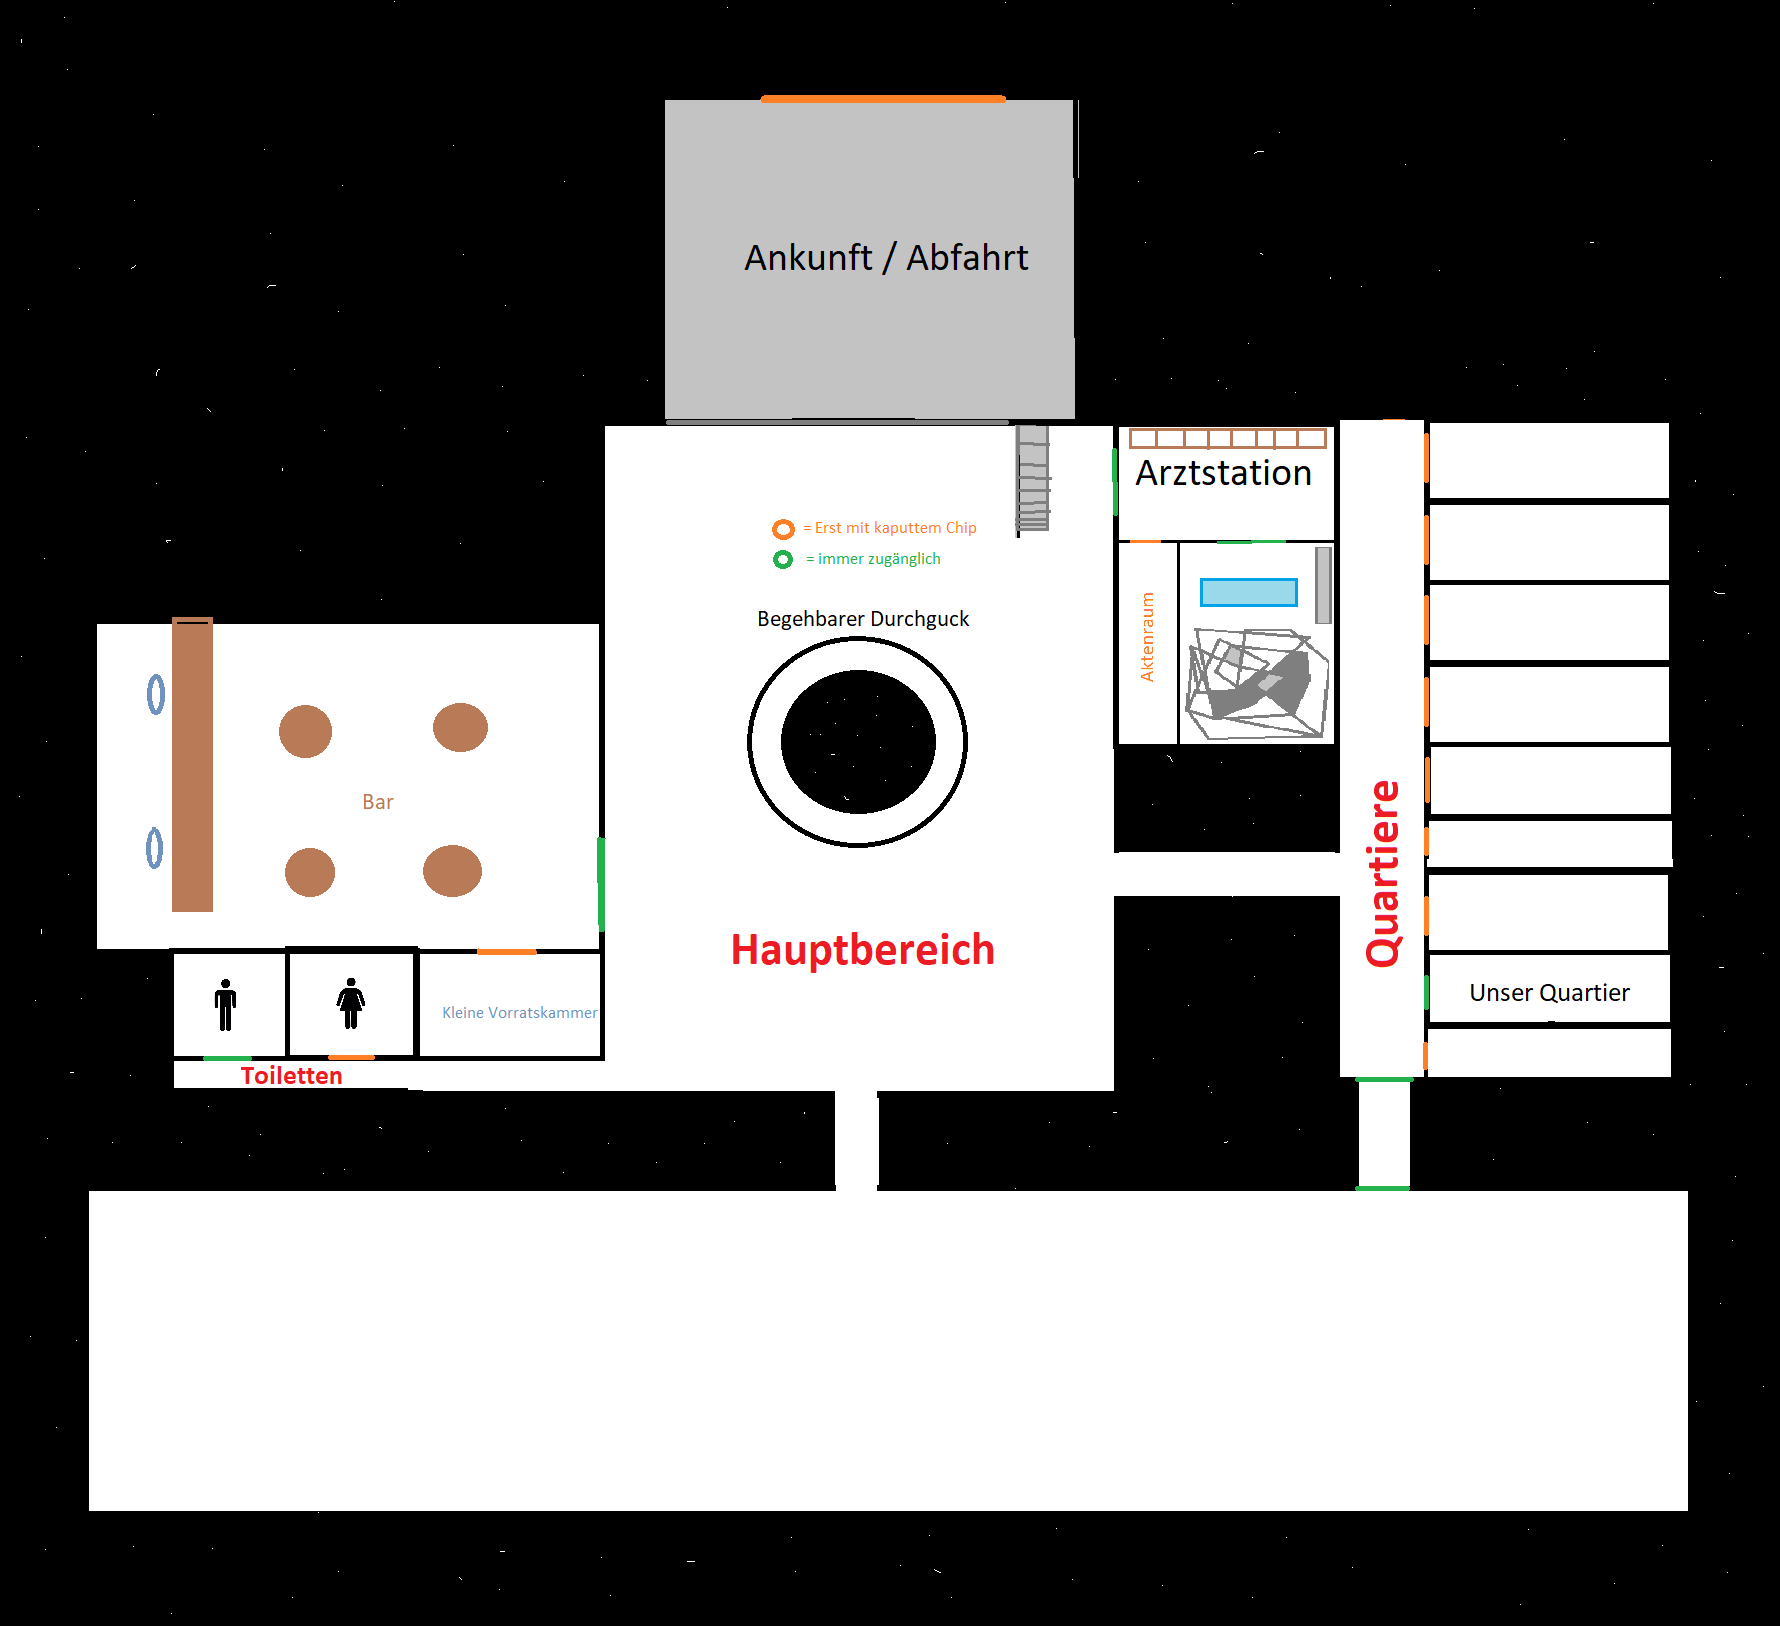 Ankunft / Abfahrt
Arztstation
= Erst mit kaputtem Chip
= immer zugänglich
Begehbarer Durchguck
Aktenraum
Bar
Quartiere
Hauptbereich
Unser Quartier
Kleine Vorratskammer
Toiletten